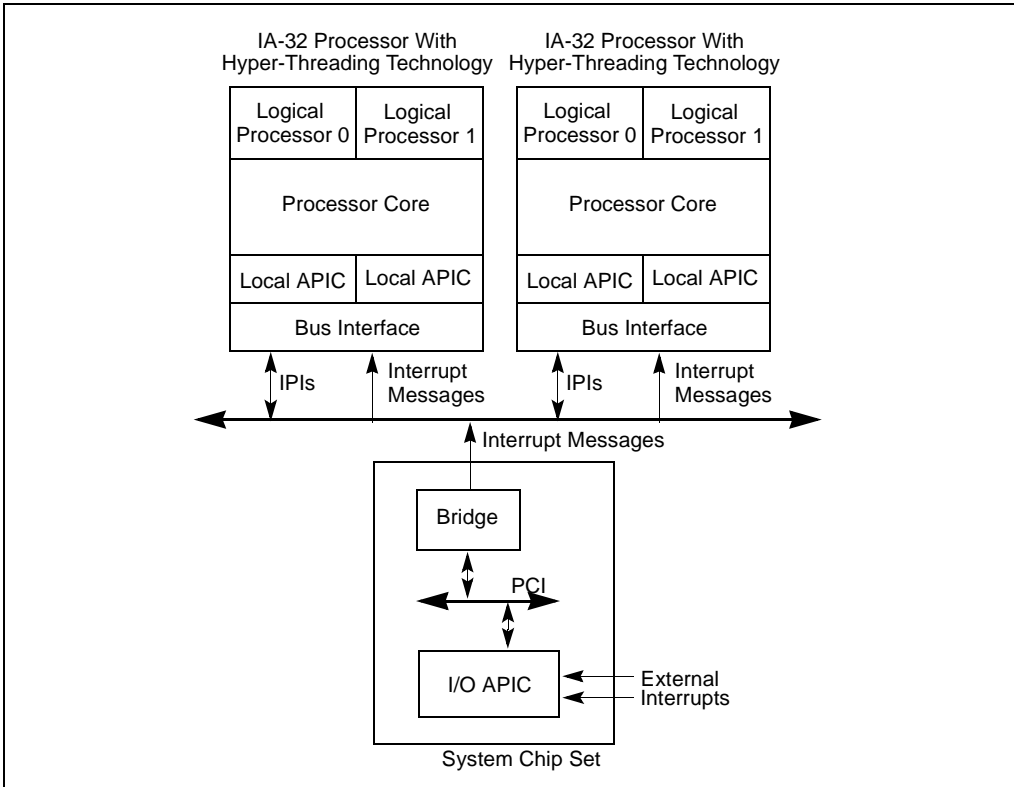 IA-32 Processor With
Hyper-Threading Technology
IA-32 Processor With
Hyper-Threading Technology
Logical
Processor 0
Logical
Processor 1
Logical
Processor 0
Logical
Processor 1
Processor Core
Processor Core
Local APIC
Local APIC
Local APIC
Local APIC
Bus Interface
Bus Interface
IPIs
Interrupt
Messages
IPIs
Interrupt
Messages
Interrupt Messages
Bridge
PCI
I/O APIC
External
Interrupts
System Chip Set